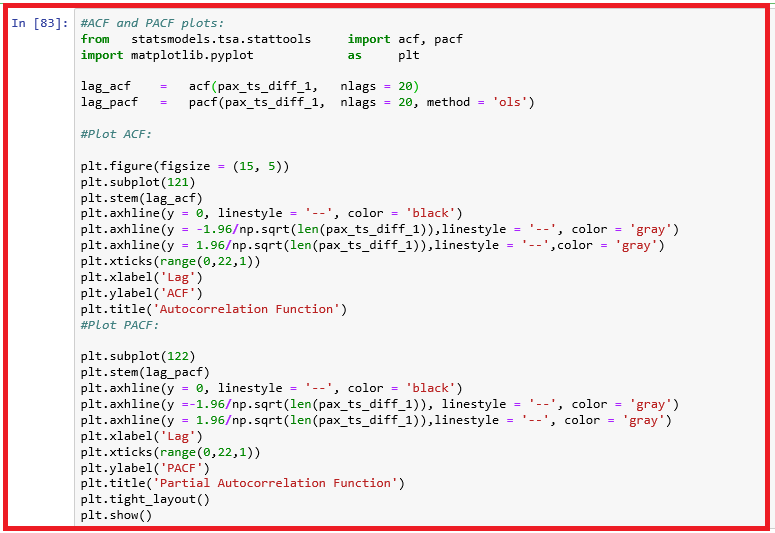 In [83]: #ACF and PACF plots:
from statsmodels.tsa.stattools import acf, pacf
import matplotlib.pyplot as plt
lag_acf = acf(pax_ts_diff_1, nlags = 20)
lag_pacf = pacf(pax_ts_diff_1, nlags = 20, method = 'ols')
#Plot ACF:
plt.figure(figsize = (15, 5))
plt.subplot(121)
plt.stem(lag_acf)
plt.axhline(y = 0, linestyle = '--', color = 'black')
plt.axhline(y = -1.96/np.sqrt(len(pax_ts_diff_1)),linestyle = '--', color = 'gray')
plt.axhline(y = 1.96/np.sqrt(len(pax_ts_diff_1)),linestyle = '--',color = 'gray')
plt.xticks(range(0,22,1))
plt.xlabel('Lag')
plt.ylabel('ACF')
plt.title('Autocorrelation Function')
#Plot PACF:
plt.subplot(122)
plt.stem(lag_pacf)
plt.axhline(y = 0, linestyle = '--', color = 'black')
plt.axhline(y =-1.96/np.sqrt(len(pax_ts_diff_1)), linestyle = '--', color = 'gray')
plt.axhline(y = 1.96/np.sqrt(len(pax_ts_diff_1)),linestyle = '--', color = 'gray')
plt.xlabel('Lag')
plt.xticks(range(0,22,1))
plt.ylabel('PACF')
plt.title('Partial Autocorrelation Function')
plt.tight_layout()
plt.show()